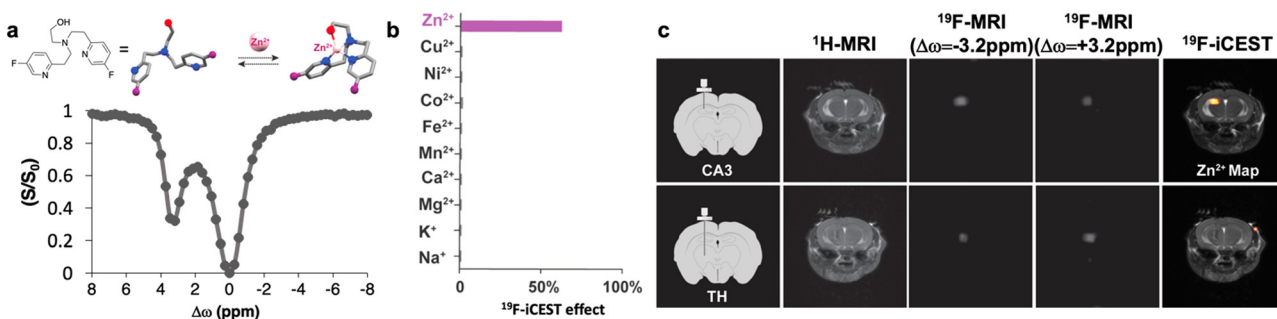 a
OH
N
N
N
F
F
=
Zn²⁺
Zn²⁺
(S/S₀)
1
0.8
0.6
0.4
0.2
0
8 6 4 2 0 -2 -4 -6 -8
Δω (ppm)
b
Zn²⁺
Cu²⁺
Ni²⁺
Co²⁺
Fe²⁺
Mn²⁺
Ca²⁺
Mg²⁺
K⁺
Na⁺
0 50% 100%
¹⁹F-iCEST effect
c
¹H-MRI
¹⁹F-MRI
(Δω=-3.2ppm)
¹⁹F-MRI
(Δω=+3.2ppm)
¹⁹F-iCEST
CA3
Zn²⁺ Map
TH